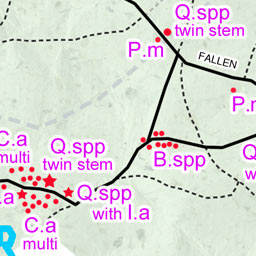 Q.spp
twin stem
P.m
FALLEN
P.
C.a
multi
Q.spp
twin stem
B.spp
Q
Q.spp
with I.a
.a
C.a
multi